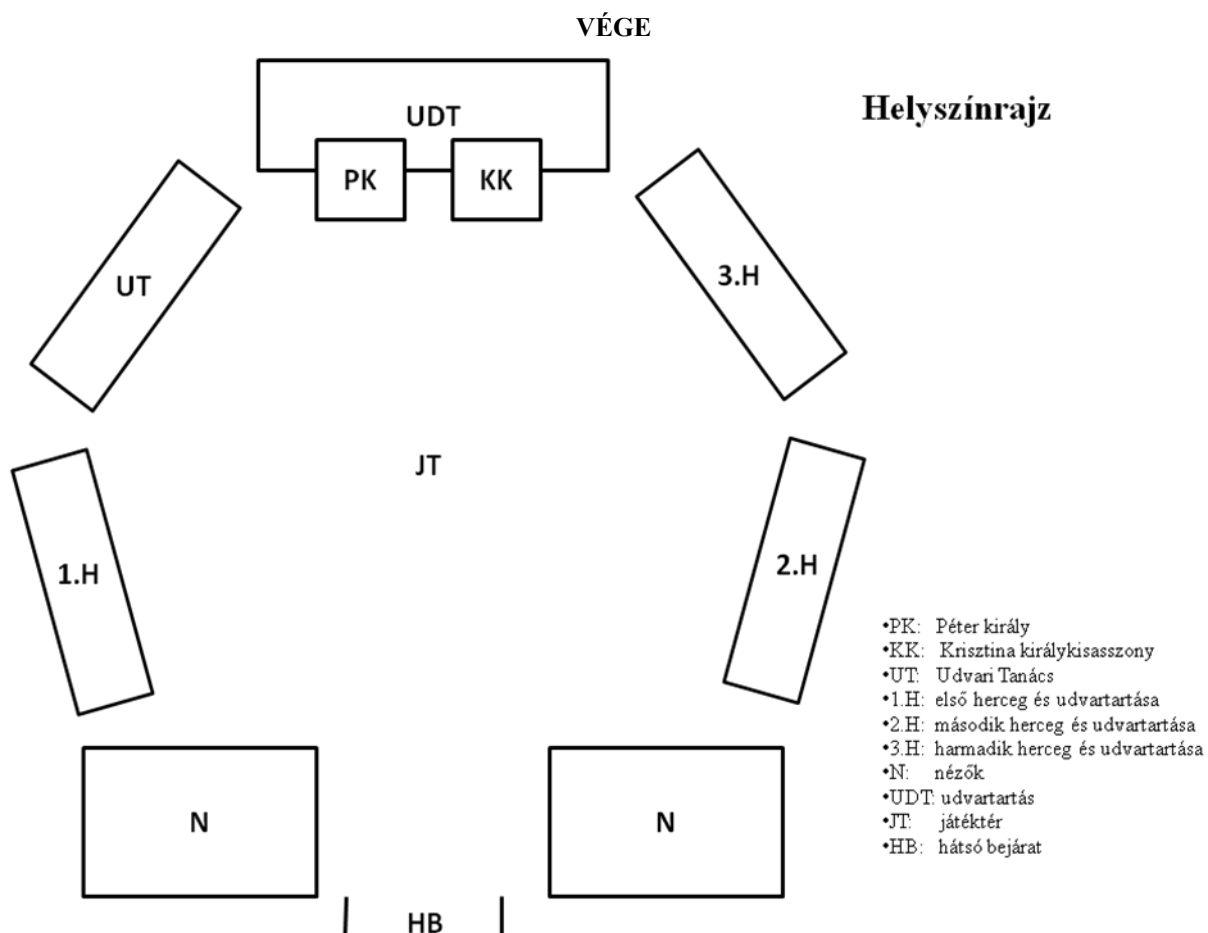 VÉGE
Helyszínrajz
UDT
PK KK
UT
3.H
JT
1.H
2.H
N N
HB
•PK: Péter király
•KK: Krisztina királykisasszony
•UT: Udvari Tanács
•1.H: első herceg és udvartartása
•2.H: második herceg és udvartartása
•3.H: harmadik herceg és udvartartása
•N: nézők
•UDT: udvartartás
•JT: játéktér
•HB: hátsó bejárat